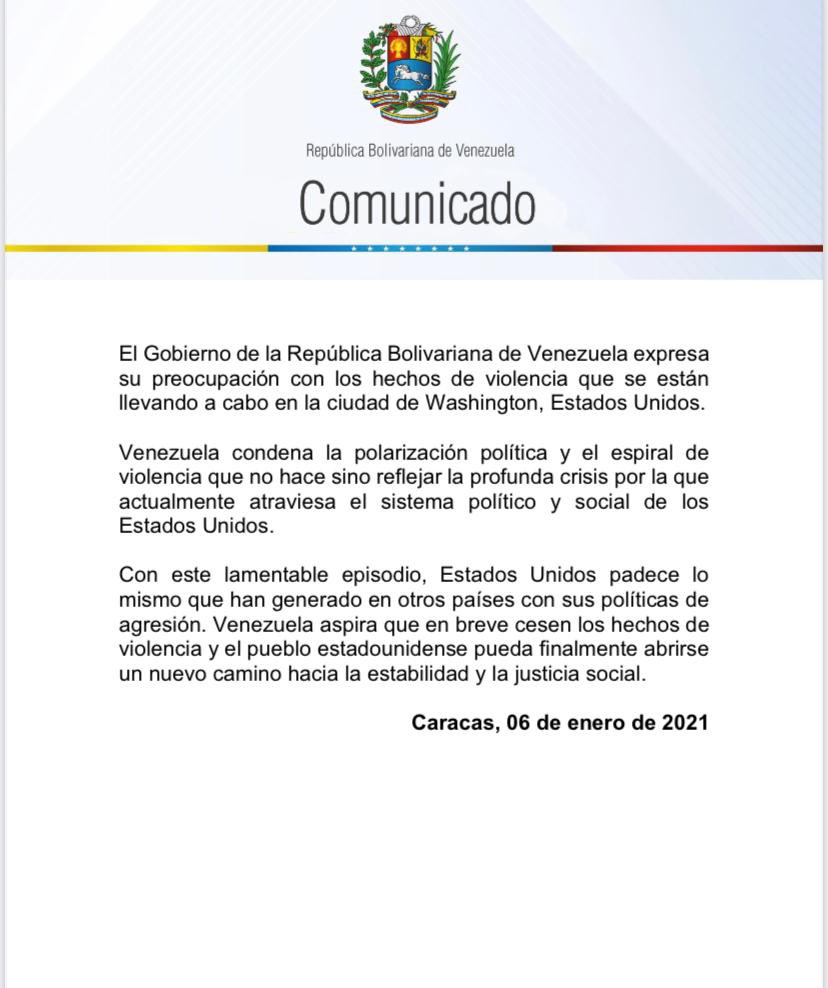 República Bolivariana de Venezuela
Comunicado
El Gobierno de la República Bolivariana de Venezuela expresa
su preocupación con los hechos de violencia que se están
llevando a cabo en la ciudad de Washington, Estados Unidos.
Venezuela condena la polarización política y el espiral de
violencia que no hace sino reflejar la profunda crisis por la que
actualmente atraviesa el sistema político y social de los
Estados Unidos.
Con este lamentable episodio, Estados Unidos padece lo
mismo que han generado en otros países con sus políticas de
agresión. Venezuela aspira que en breve cesen los hechos de
violencia y el pueblo estadounidense pueda finalmente abrirse
un nuevo camino hacia la estabilidad y la justicia social.
Caracas, 06 de enero de 2021